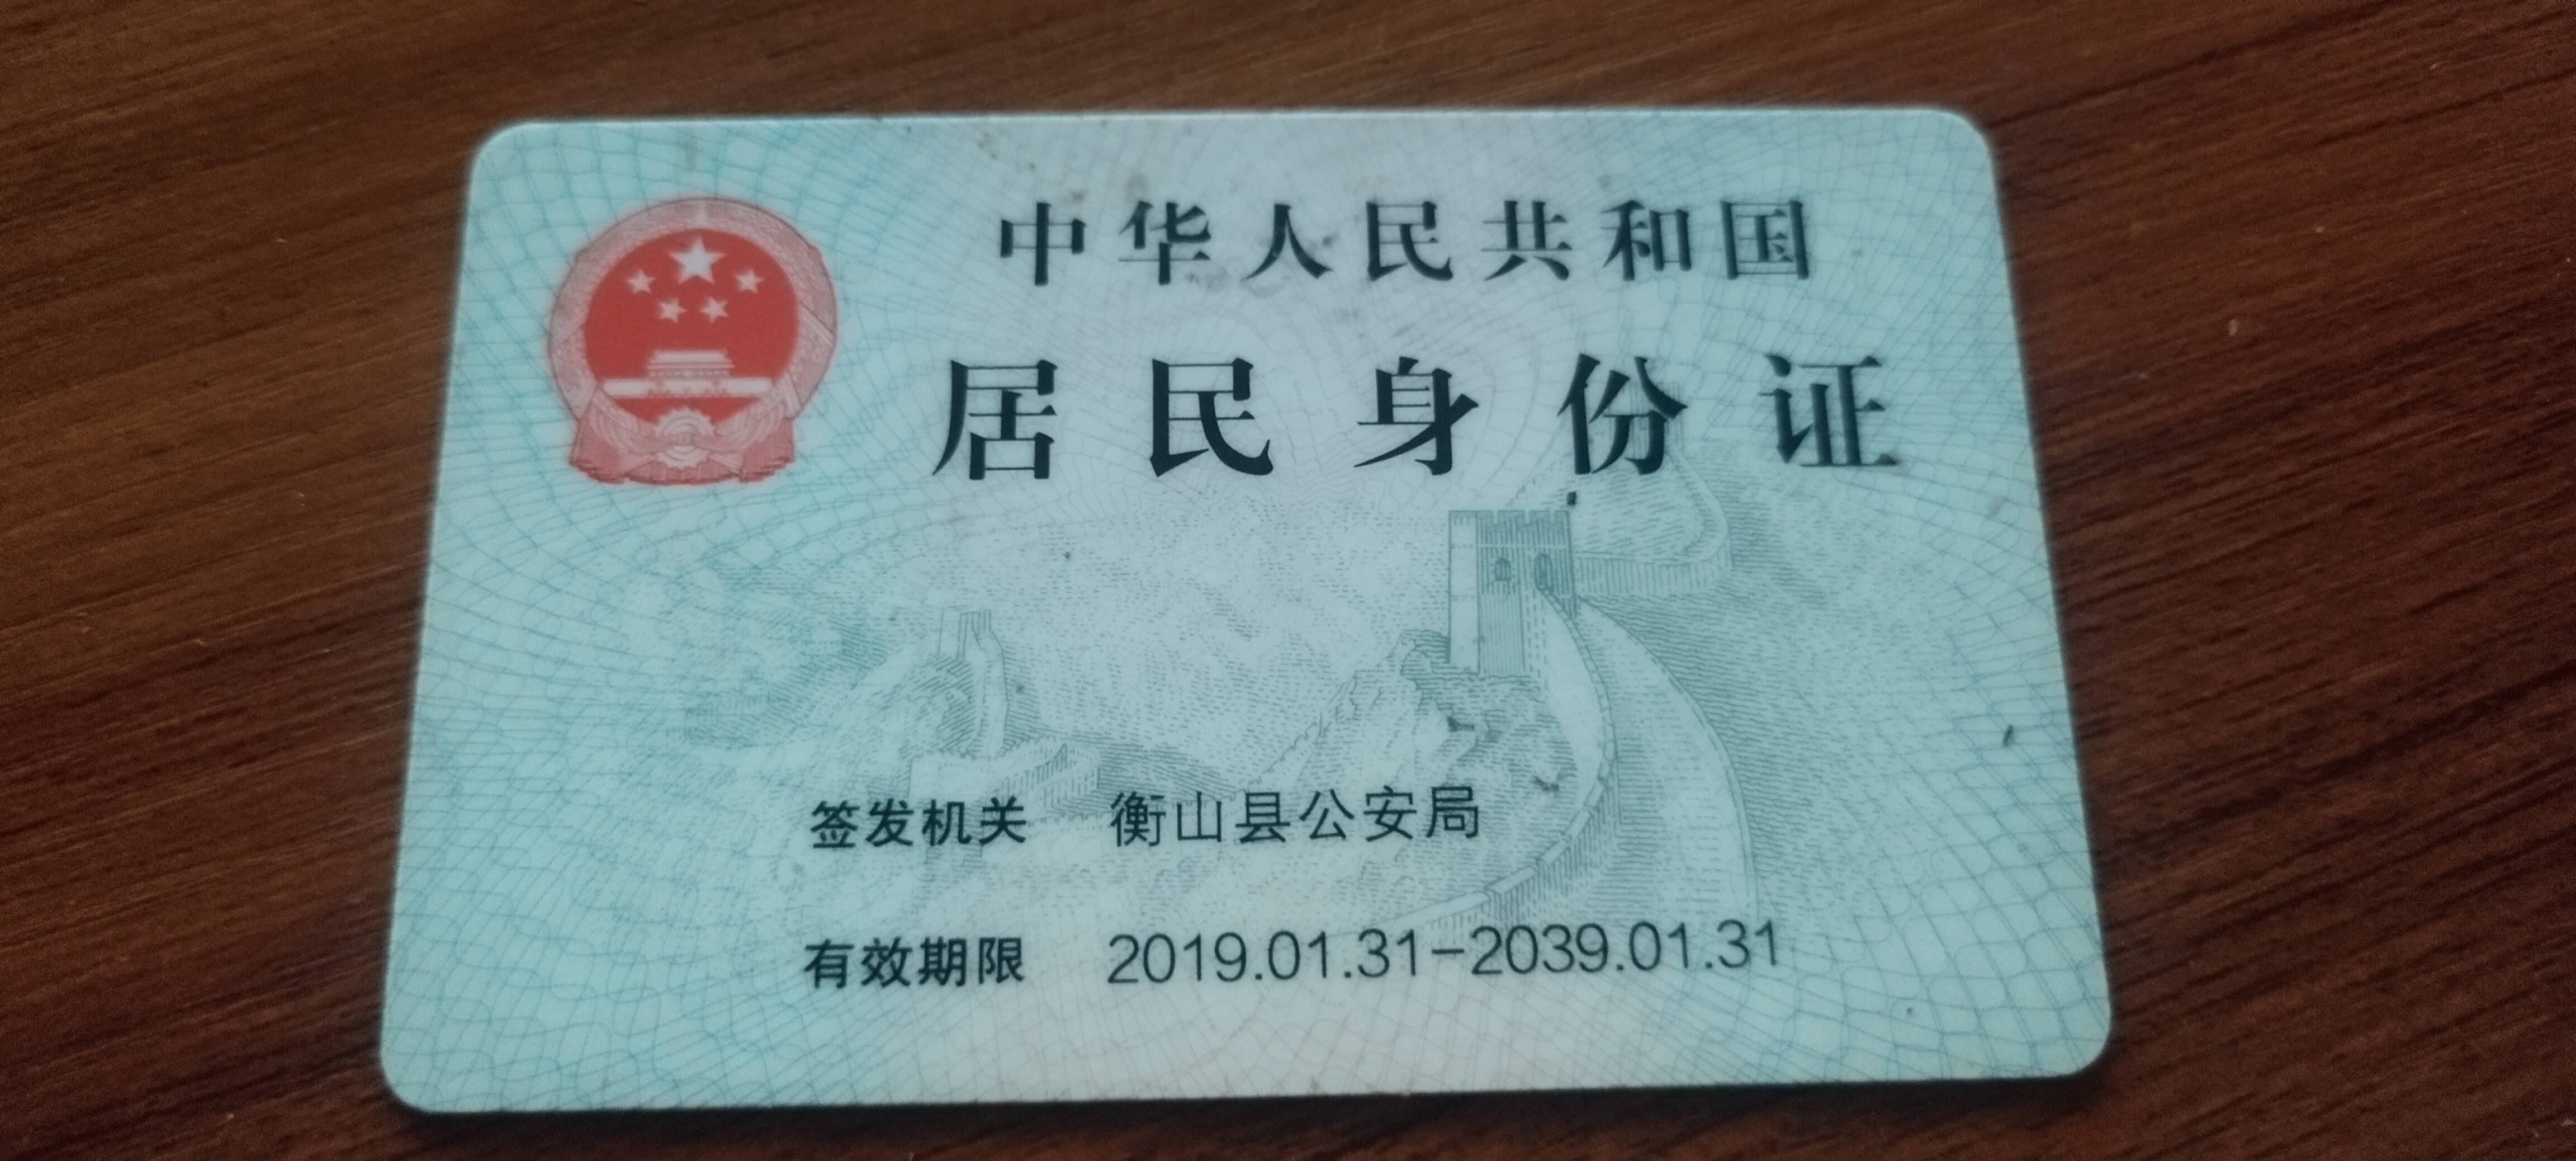 中华人民共和国
居民身份证
签发机关 衡山县公安局
有效期限 2019.01.31-2039.01.31